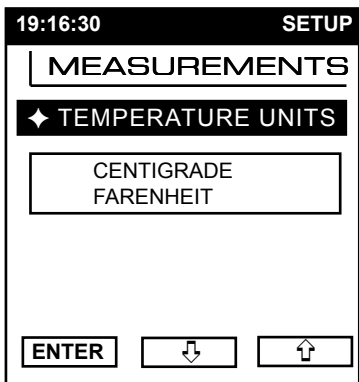 19:16:30 SETUP
MEASUREMENTS
TEMPERATURE UNITS
CENTIGRADE
FARENHEIT
ENTER